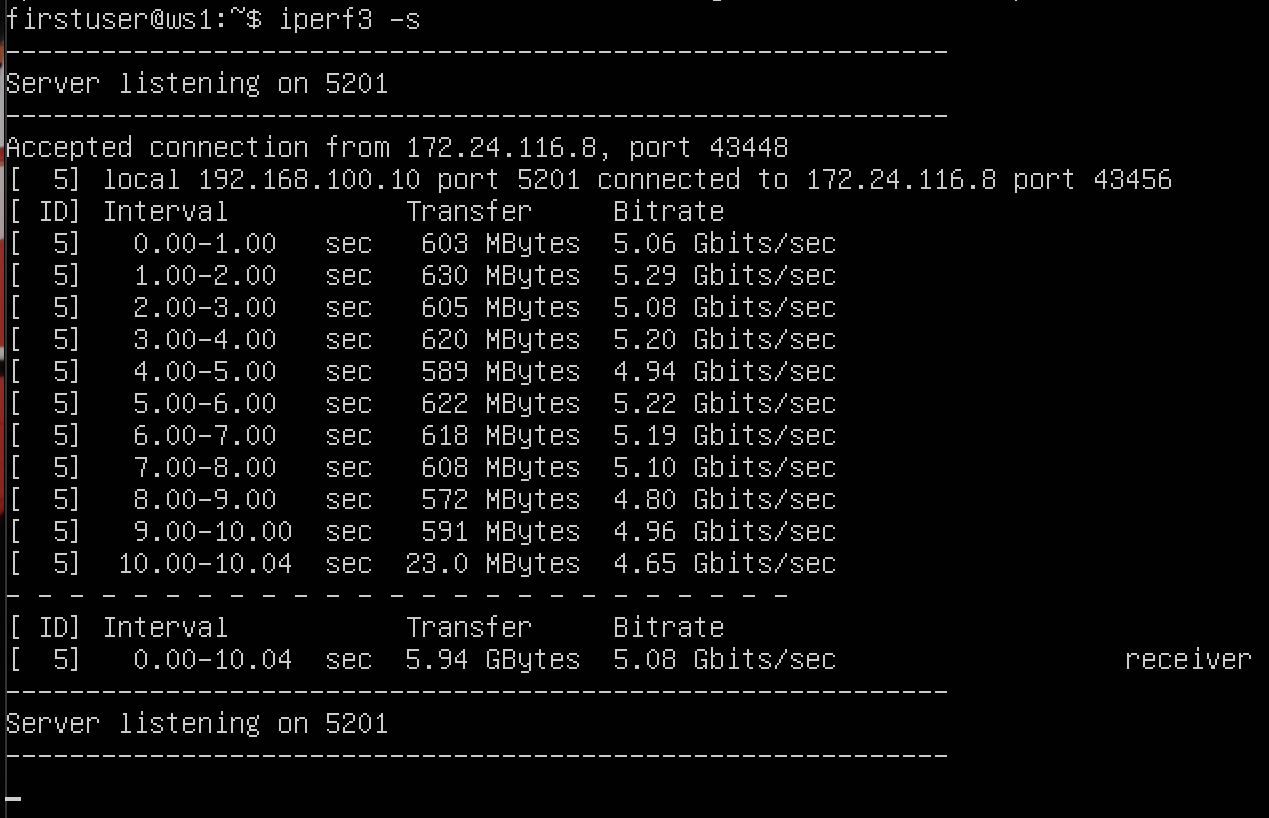 firstuser@ws1:~$ iperf3 -s
-----------------------------------------------------------
Server listening on 5201
-----------------------------------------------------------
Accepted connection from 172.24.116.8, port 43448
[  5] local 192.168.100.10 port 5201 connected to 172.24.116.8 port 43456
[ ID] Interval           Transfer     Bitrate
[  5]   0.00-1.00   sec   603 MBytes  5.06 Gbits/sec
[  5]   1.00-2.00   sec   630 MBytes  5.29 Gbits/sec
[  5]   2.00-3.00   sec   605 MBytes  5.08 Gbits/sec
[  5]   3.00-4.00   sec   620 MBytes  5.20 Gbits/sec
[  5]   4.00-5.00   sec   589 MBytes  4.94 Gbits/sec
[  5]   5.00-6.00   sec   622 MBytes  5.22 Gbits/sec
[  5]   6.00-7.00   sec   618 MBytes  5.19 Gbits/sec
[  5]   7.00-8.00   sec   608 MBytes  5.10 Gbits/sec
[  5]   8.00-9.00   sec   572 MBytes  4.80 Gbits/sec
[  5]   9.00-10.00  sec   591 MBytes  4.96 Gbits/sec
[  5]  10.00-10.04  sec  23.0 MBytes  4.65 Gbits/sec
- - - - - - - - - - - - - - - - - - - - - - - - -
[ ID] Interval           Transfer     Bitrate
[  5]   0.00-10.04  sec  5.94 GBytes  5.08 Gbits/sec                  receiver
-----------------------------------------------------------
Server listening on 5201
-----------------------------------------------------------